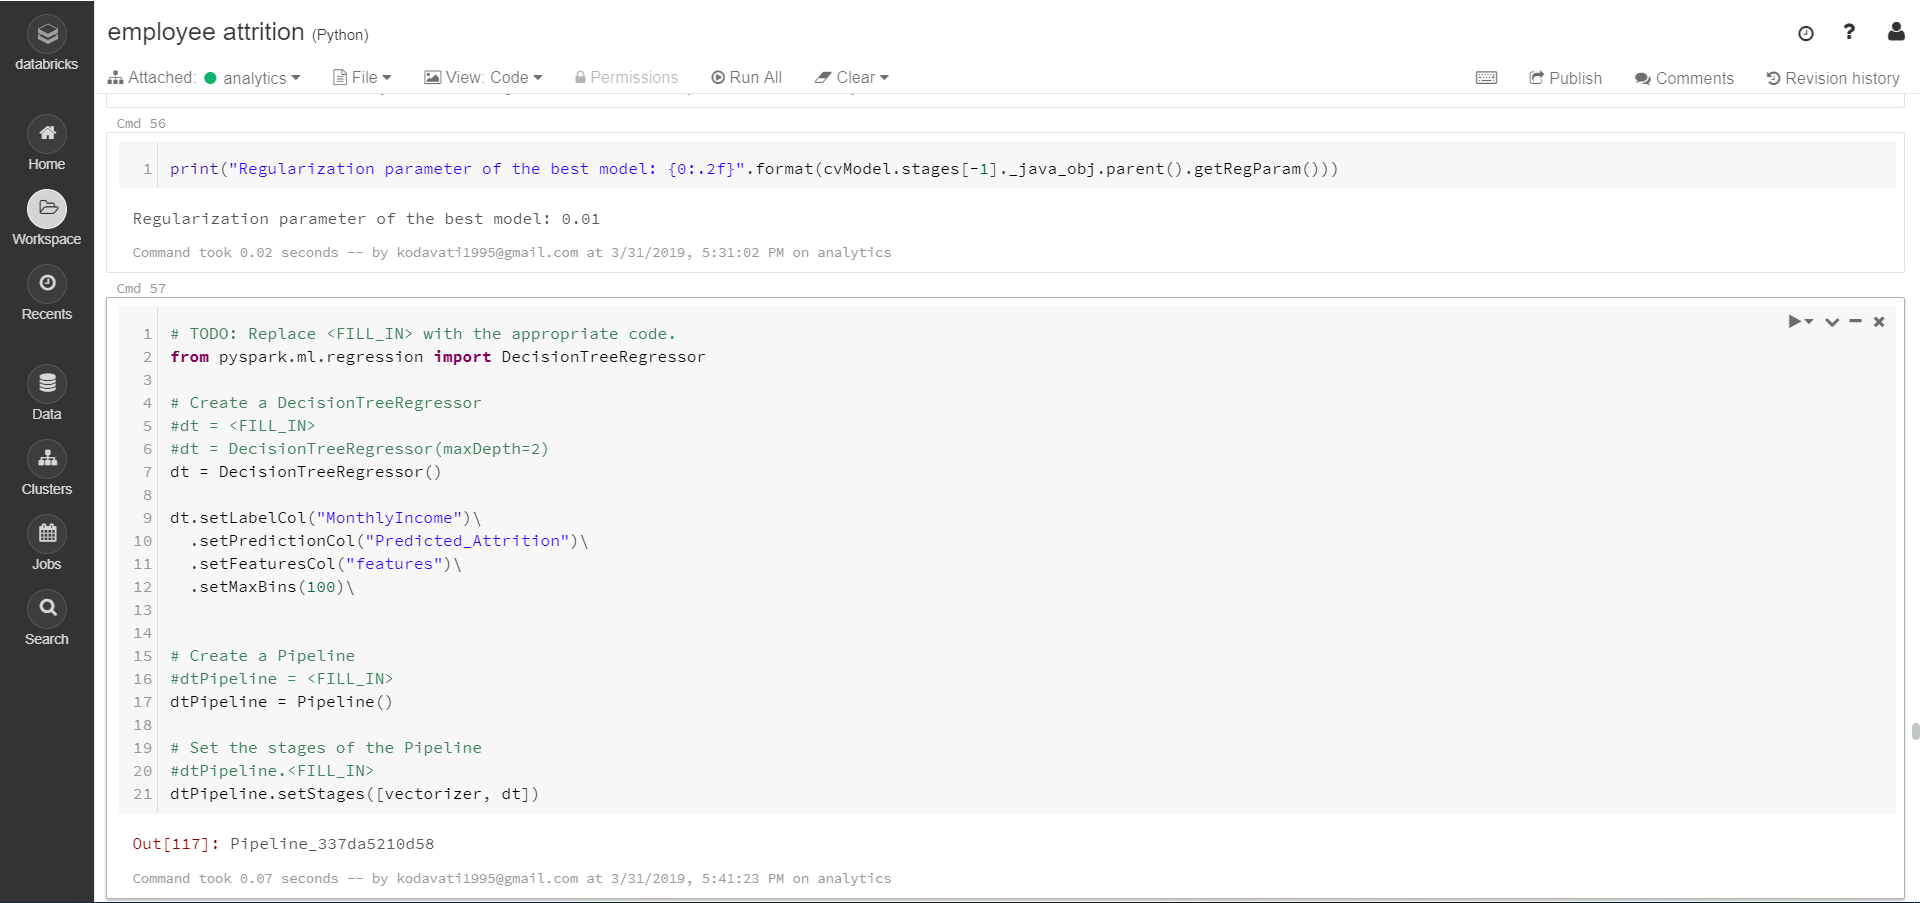 employee attrition (Python)
databricks
Attached: analytics File View: Code Permissions Run All Clear Publish Comments Revision history
Home
Workspace
Recents
Data
Clusters
Jobs
Search
Cmd 56
1 print("Regularization parameter of the best model: {0:.2f}".format(cvModel.stages[-1]._java_obj.parent().getRegParam()))
Regularization parameter of the best model: 0.01
Command took 0.02 seconds -- by kodavati1995@gmail.com at 3/31/2019, 5:31:02 PM on analytics
Cmd 57
1 # TODO: Replace <FILL_IN> with the appropriate code.
2 from pyspark.ml.regression import DecisionTreeRegressor
3
4 # Create a DecisionTreeRegressor
5 #dt = <FILL_IN>
6 #dt = DecisionTreeRegressor(maxDepth=2)
7 dt = DecisionTreeRegressor()
8
9 dt.setLabelCol("MonthlyIncome")\
10 .setPredictionCol("Predicted_Attrition")\
11 .setFeaturesCol("features")\
12 .setMaxBins(100)\
13
14
15 # Create a Pipeline
16 #dtPipeline = <FILL_IN>
17 dtPipeline = Pipeline()
18
19 # Set the stages of the Pipeline
20 #dtPipeline.<FILL_IN>
21 dtPipeline.setStages([vectorizer, dt])
Out[117]: Pipeline_337da5210d58
Command took 0.07 seconds -- by kodavati1995@gmail.com at 3/31/2019, 5:41:23 PM on analytics